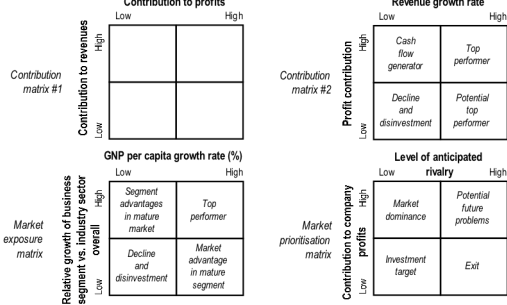 Contribution to profits
Low
High
Contribution to revenues
High
Low
Contribution
matrix #1
Revenue growth rate
Low
High
Profit contribution
High
Low
Contribution
matrix #2
Cash
flow
generator
Top
performer
Decline
and
disinvestment
Potential
top
performer
GNP per capita growth rate (%)
Low
High
Relative growth of business
segment vs. industry sector
overall
High
Low
Market
exposure
matrix
Segment
advantages
in mature
market
Top
performer
Decline
and
disinvestment
Market
advantage
in mature
segment
Level of anticipated
rivalry
Low
High
Contribution to company
profits
High
Low
Market
prioritisation
matrix
Market
dominance
Potential
future
problems
Investment
target
Exit